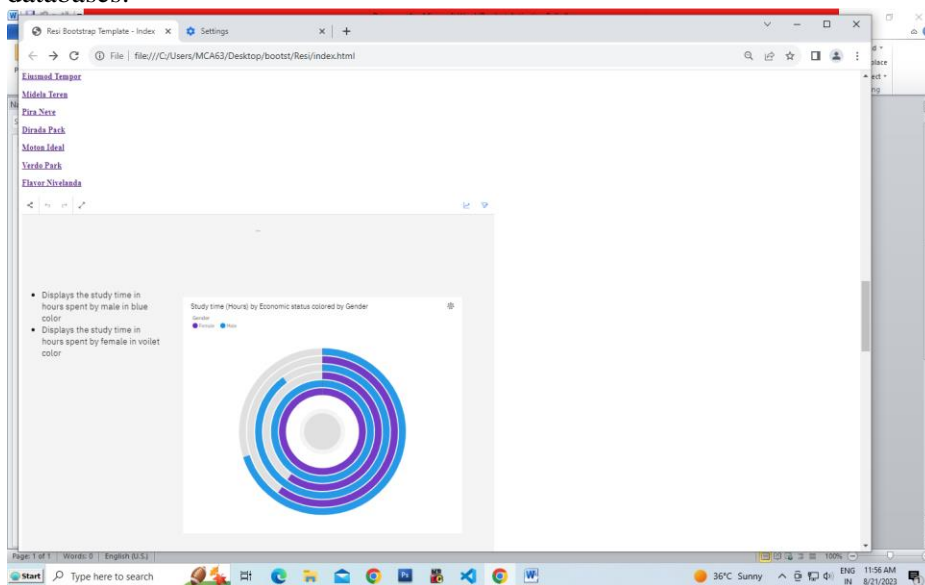 databases.
Resi Bootstrap Template - Index
Settings
File | file:///C:/Users/MCA63/Desktop/bootst/Resi/index.html
Eiusmod Tempor
Midela Teren
Pira Neve
Dirada Pack
Moton Ideal
Verdo Park
Flavor Nivelanda
Displays the study time in
hours spent by male in blue
color
Displays the study time in
hours spent by female in voilet
color
Study time (Hours) by Economic status colored by Gender
Gender
Female Male
Page: 1 of 1 Words: 0 English (U.S.) 100%
Start Type here to search 36°C Sunny ENG 11:56 AM
IN 8/21/2023